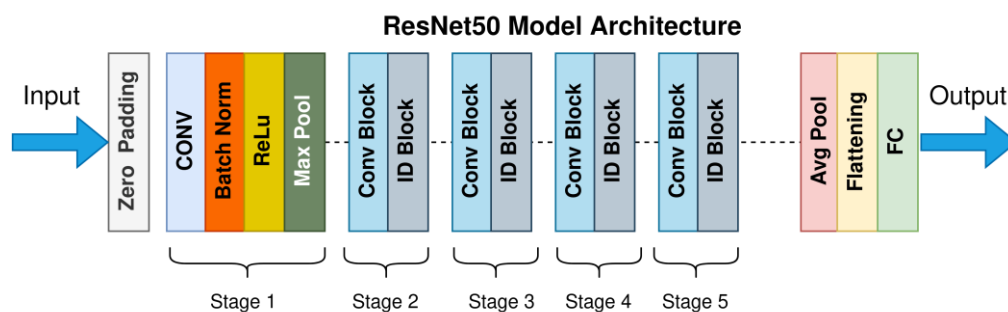 ResNet50 Model Architecture
Input
Zero Padding
CONV
Batch Norm
ReLu
Max Pool
Conv Block
ID Block
Conv Block
ID Block
Conv Block
ID Block
Conv Block
ID Block
Avg Pool
Flattening
FC
Output
Stage 1
Stage 2
Stage 3
Stage 4
Stage 5